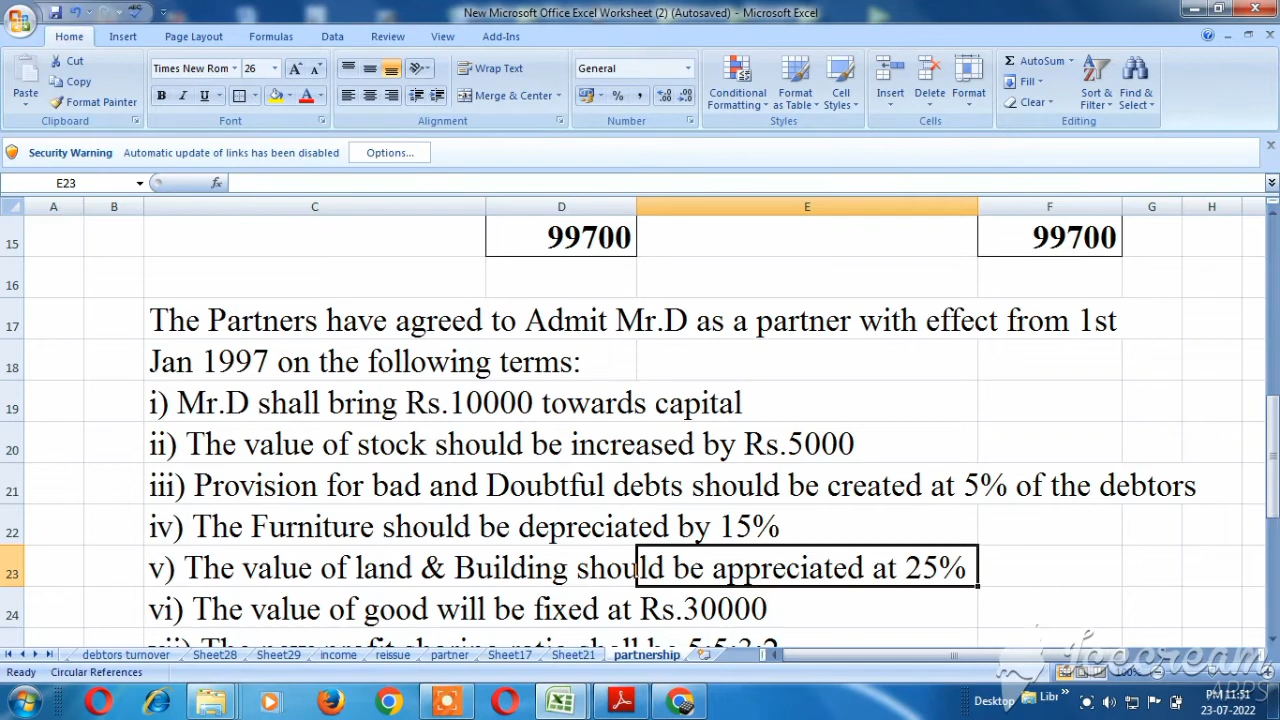 New Microsoft Office Excel Worksheet (2) (Autosaved) - Microsoft Excel
Home Insert Page Layout Formulas Data Review View Add-Ins
Paste
Cut
Copy
Format Painter
Clipboard
Times New Rom 26
B I U
Font
Wrap Text
Merge & Center
Alignment
General
Number
Conditional Formatting
Format as Table
Cell Styles
Styles
Insert Delete Format
Cells
AutoSum
Fill
Clear
Sort & Filter
Find & Select
Editing
Security Warning Automatic update of links has been disabled Options...
E23
A B C D E F G H
15 99700 99700
16
17 The Partners have agreed to Admit Mr.D as a partner with effect from 1st
18 Jan 1997 on the following terms:
19 i) Mr.D shall bring Rs.10000 towards capital
20 ii) The value of stock should be increased by Rs.5000
21 iii) Provision for bad and Doubtful debts should be created at 5% of the debtors
22 iv) The Furniture should be depreciated by 15%
23 v) The value of land & Building should be appreciated at 25%
24 vi) The value of good will be fixed at Rs.30000
debtors turnover Sheet28 Sheet29 income reissue partner Sheet17 Sheet21 partnership
Ready Circular References 100%
Icecream
APPS
Desktop Libr PM 11:51
23-07-2022